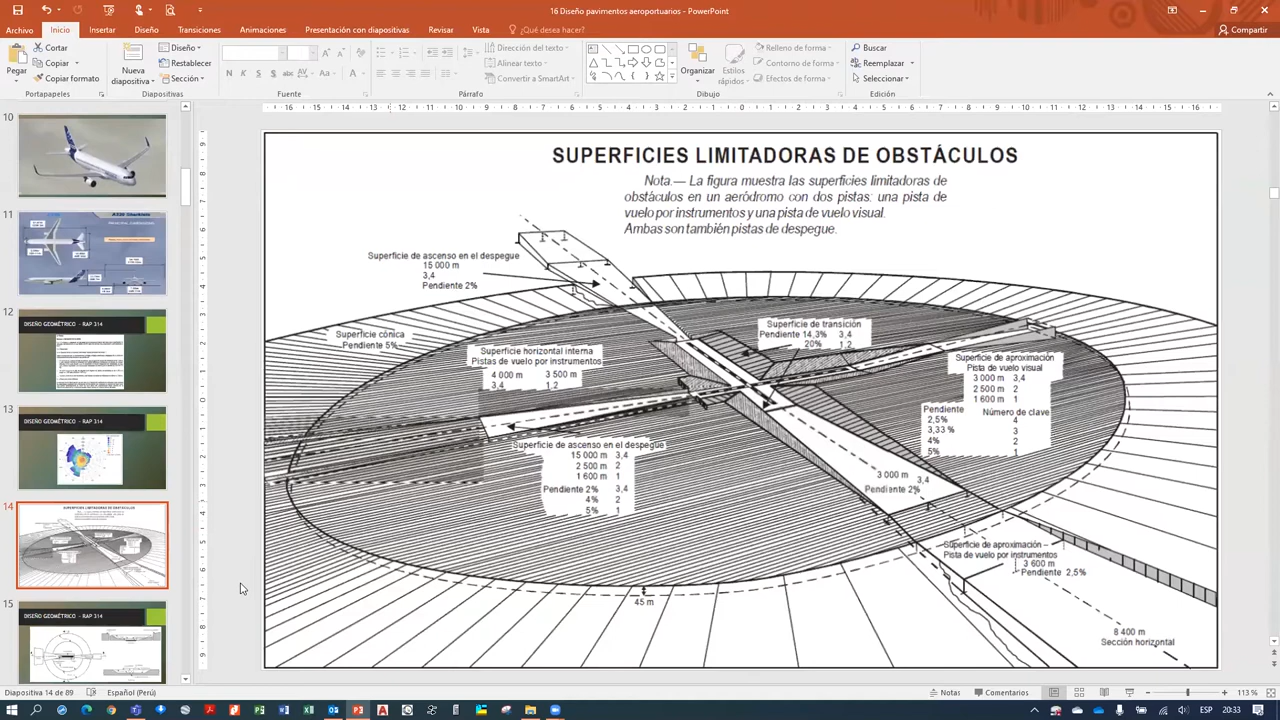 16 Diseño pavimentos aeroportuarios - PowerPoint
Archivo
Inicio
Insertar
Diseño
Transiciones
Animaciones
Presentación con diapositivas
Revisar
Vista
¿Qué desea hacer?
Compartir
Pegar
Cortar
Copiar
Copiar formato
Portapapeles
Nueva
diapositiva
Diseño
Restablecer
Sección
Diapositivas
Fuente
Párrafo
Dirección del texto
Alinear texto
Convertir a SmartArt
Organizar
Estilos
rápidos
Relleno de forma
Contorno de forma
Efectos de forma
Dibujo
Buscar
Reemplazar
Seleccionar
Edición
10
11
12
DISEÑO GEOMÉTRICO - RAP 314
13
DISEÑO GEOMÉTRICO - RAP 314
14
SUPERFICIES LIMITADORAS DE OBSTÁCULOS
15
DISEÑO GEOMÉTRICO - RAP 314
SUPERFICIES LIMITADORAS DE OBSTÁCULOS
Nota.— La figura muestra las superficies limitadoras de
obstáculos en un aeródromo con dos pistas: una pista de
vuelo por instrumentos y una pista de vuelo visual.
Ambas son también pistas de despegue.
Superficie de ascenso en el despegue
15 000 m
3,4
Pendiente 2%
Superficie cónica
Pendiente 5%
Superficie horizontal interna
Pistas de vuelo por instrumentos
4 000 m 3 500 m
3,4 1,2
Superficie de transición
Pendiente 14,3% 3,4
20% 1,2
Superficie de aproximación
Pista de vuelo visual
3 000 m 3,4
2 500 m 2
1 600 m 1
Pendiente Número de clave
2,5% 4
3,33 % 3
4% 2
5% 1
Superficie de ascenso en el despegue
15 000 m 3,4
2 500 m 2
1 600 m 1
Pendiente 2% 3,4
4% 2
5% 1
3 000 m 3,4
Pendiente 2%
Superficie de aproximación –
Pista de vuelo por instrumentos
3 600 m
Pendiente 2,5%
45 m
8 400 m
Sección horizontal
Diapositiva 14 de 89
Español (Perú)
Notas
Comentarios
113 %
ESP
20:33